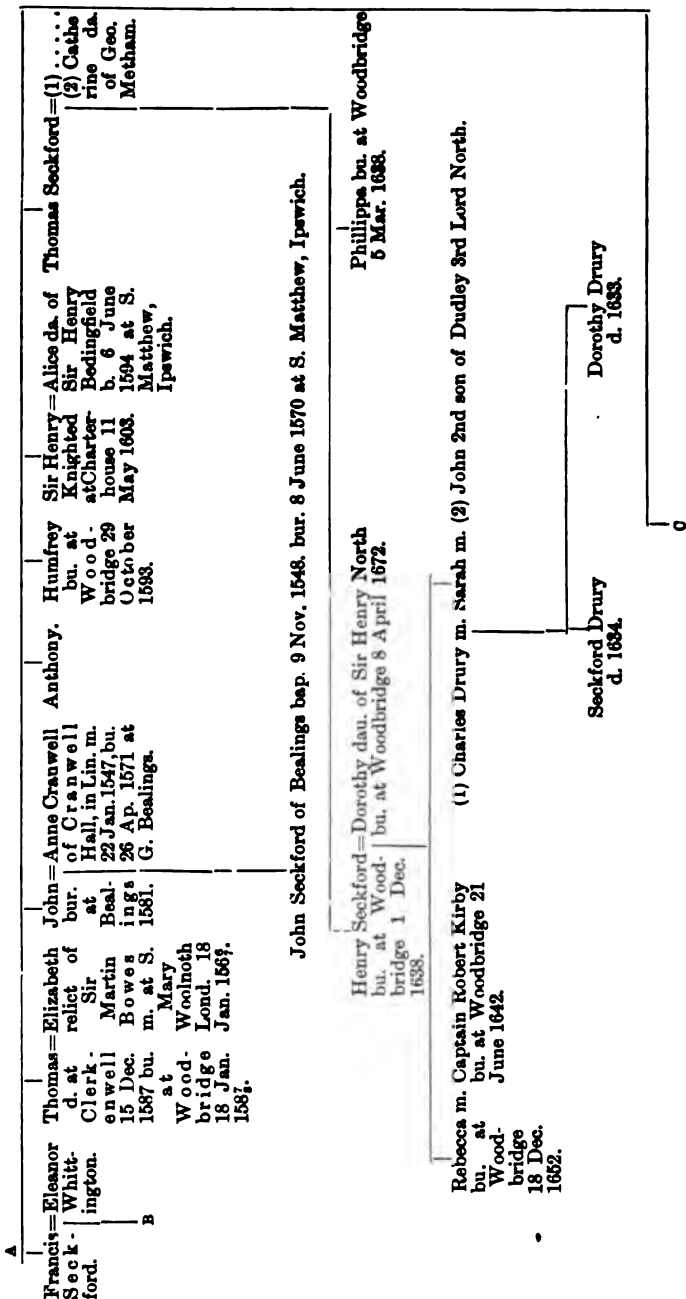 A
Francis=Eleanor
Seck- Whitt-
ford. ington.
B
Thomas=Elizabeth
d. at relict of
Clerk- Sir
enwell Martin
15 Dec. Bowes
1587 bu. m. at S.
at Mary
Wood- Woolnoth
bridge Lond. 18
18 Jan. Jan. 156
158⅞.
John=Anne Cranwell
bur. of Cranwell
at Hall, in Lin. m.
Beal- 22 Jan. 1547, bu.
ings 26 Ap. 1571 at
1581. G. Bealings.
Anthony.
Humfrey
bu. at
Wood-
bridge 29
October
1593.
Sir Henry=Alice da. of
Knighted Sir Henry
at Charter- Bedingfield
house 11 b. 6 June
May 1603. 1594 at S.
Matthew,
Ipswich.
Thomas Seckford=(1) ......
(2) Cathe
rine da.
of Geo.
Metham.
John Seckford of Bealings bap. 9 Nov. 1548. bur. 8 June 1570 at S. Matthew, Ipswich.
Henry Seckford=Dorothy dau. of Sir Henry North
bu. at Wood- bu. at Woodbridge 8 April 1672.
bridge 1 Dec.
1638.
Phillippa bu. at Woodbridge
5 Mar. 1638.
Rebecca m. Captain Robert Kirby
bu. at bu. at Woodbridge 21
Wood- June 1642.
bridge
18 Dec.
1652.
(1) Charles Drury m. Sarah m. (2) John 2nd son of Dudley 3rd Lord North.
Seckford Drury
d. 1634.
Dorothy Drury
d. 1633.
C